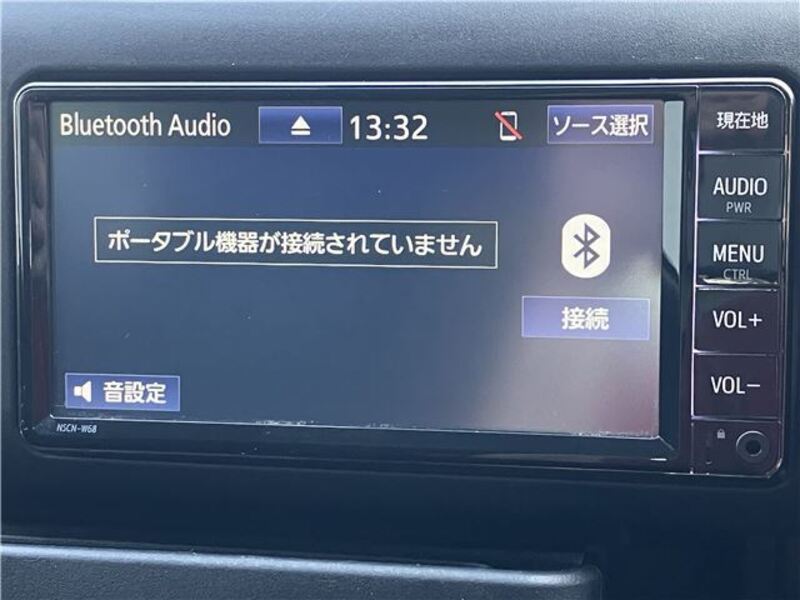 Bluetooth Audio
13:32
ソース選択
ポータブル機器が接続されていません
接続
音設定
NSCN-W68
現在地
AUDIO
PWR
MENU
CTRL
VOL+
VOL−